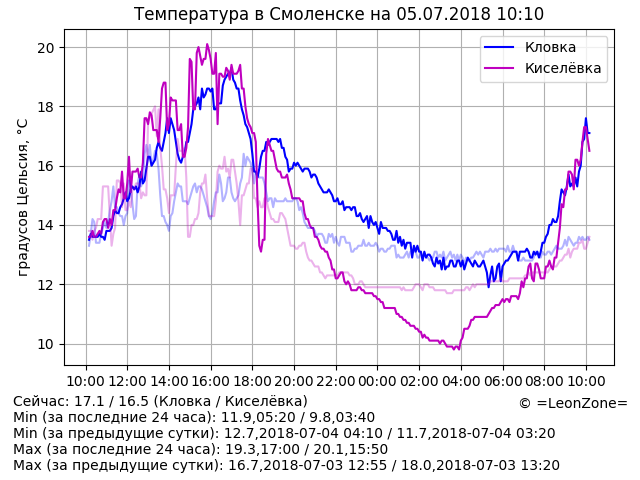 Температура в Смоленске на 05.07.2018 10:10
Кловка
Киселёвка
градусов Цельсия, °C
20
18
16
14
12
10
10:00 12:00 14:00 16:00 18:00 20:00 22:00 00:00 02:00 04:00 06:00 08:00 10:00
Сейчас: 17.1 / 16.5 (Кловка / Киселёвка)
© =LeonZone=
Min (за последние 24 часа): 11.9,05:20 / 9.8,03:40
Min (за предыдущие сутки): 12.7,2018-07-04 04:10 / 11.7,2018-07-04 03:20
Max (за последние 24 часа): 19.3,17:00 / 20.1,15:50
Max (за предыдущие сутки): 16.7,2018-07-03 12:55 / 18.0,2018-07-03 13:20